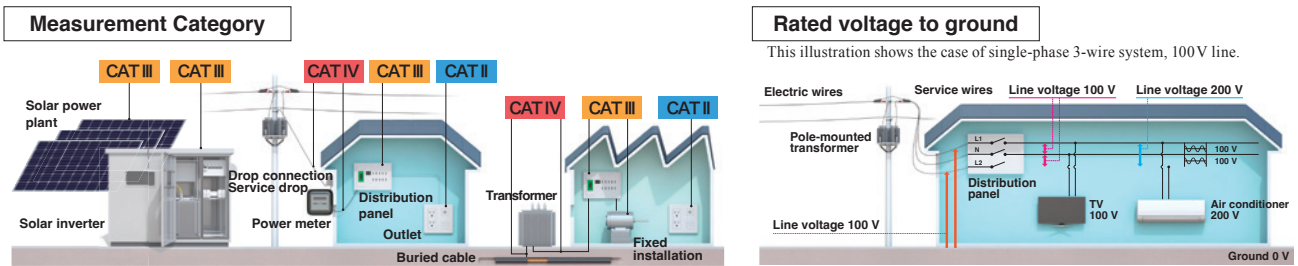 Measurement Category
CAT III
CAT III
CAT IV
CAT III
CAT II
CAT IV
CAT III
CAT II
Solar power
plant
Drop connection
Service drop
Distribution
panel
Transformer
Solar inverter
Power meter
Outlet
Fixed
installation
Buried cable
Rated voltage to ground
This illustration shows the case of single-phase 3-wire system, 100 V line.
Electric wires
Service wires
Line voltage 100 V
Line voltage 200 V
Pole-mounted
transformer
L1
N
L2
100 V
100 V
Distribution
panel
TV
100 V
Air conditioner
200 V
Line voltage 100 V
Ground 0 V